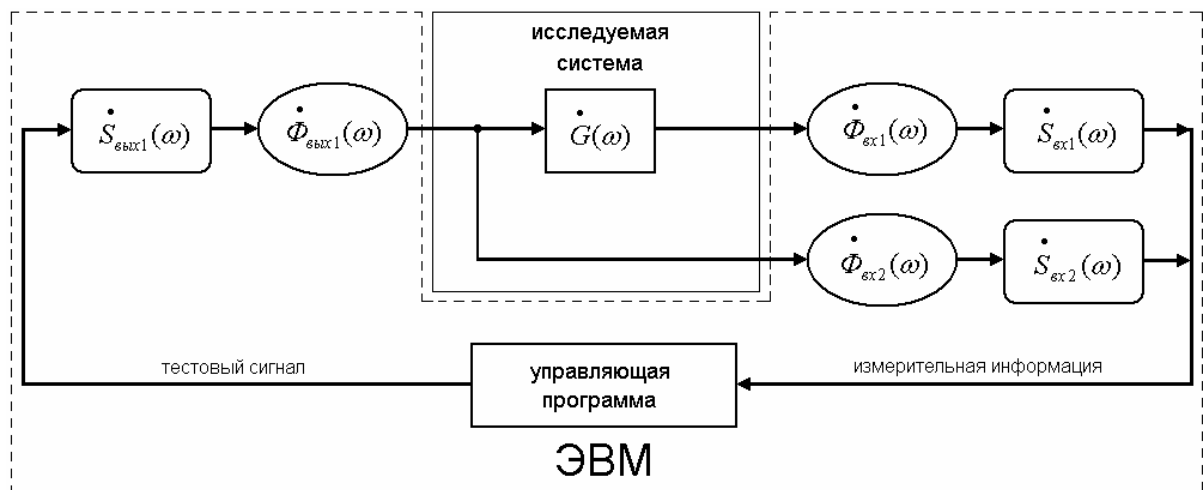 исследуемая
система
Ṡвых1(ω)
Φ̇вых1(ω)
Ġ(ω)
Φ̇вх1(ω)
Ṡвх1(ω)
Φ̇вх2(ω)
Ṡвх2(ω)
тестовый сигнал
управляющая
программа
измерительная информация
ЭВМ